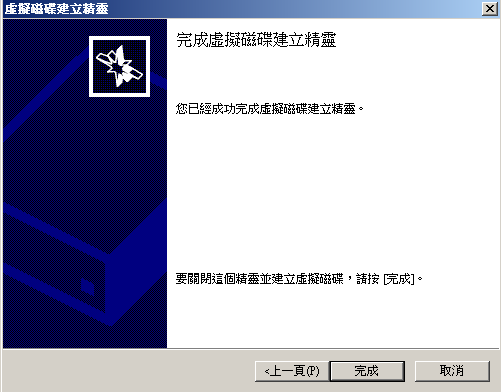 虛擬磁碟建立精靈
完成虛擬磁碟建立精靈
您已經成功完成虛擬磁碟建立精靈。
要關閉這個精靈並建立虛擬磁碟，請按 [完成]。
<上一頁(P)
完成
取消